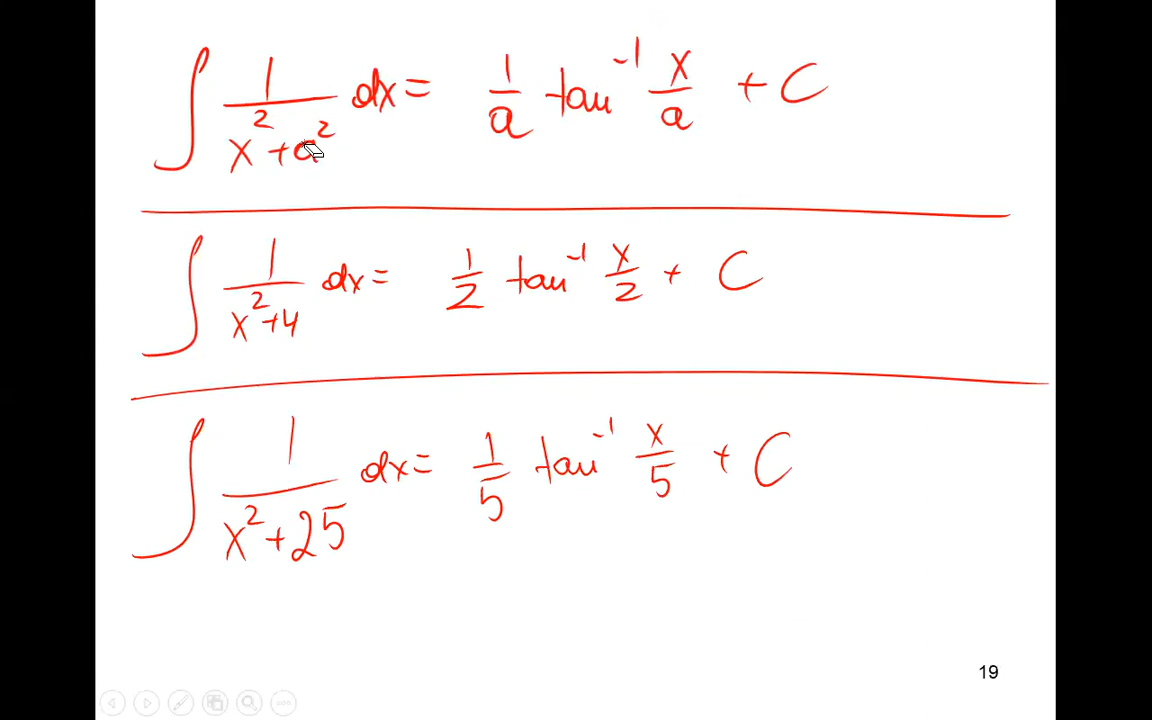 ∫ 1/(x²+a²) dx = 1/a tan⁻¹ x/a + C
∫ 1/(x²+4) dx = 1/2 tan⁻¹ x/2 + C
∫ 1/(x²+25) dx = 1/5 tan⁻¹ x/5 + C
19